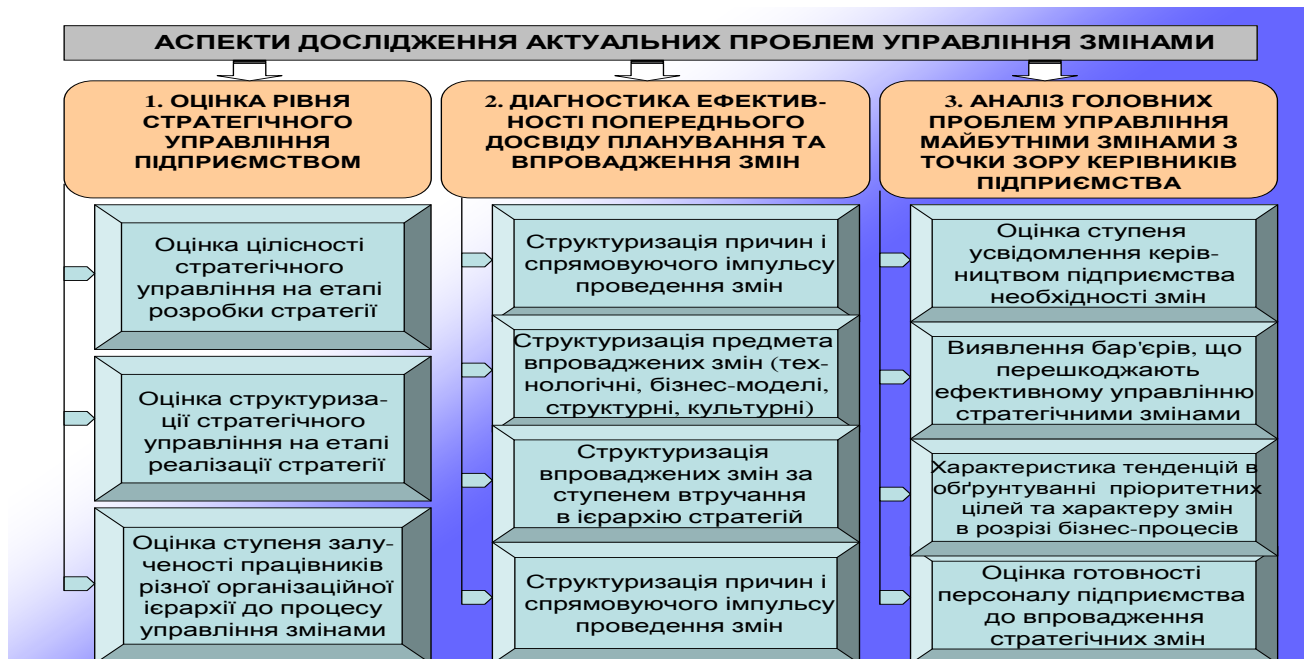 АСПЕКТИ ДОСЛІДЖЕННЯ АКТУАЛЬНИХ ПРОБЛЕМ УПРАВЛІННЯ ЗМІНАМИ
1. ОЦІНКА РІВНЯ
СТРАТЕГІЧНОГО
УПРАВЛІННЯ
ПІДПРИЄМСТВОМ
Оцінка цілісності
стратегічного
управління на етапі
розробки стратегії
Оцінка структуриза-
ції стратегічного
управління на етапі
реалізації стратегії
Оцінка ступеня залу-
ченості працівників
різної організаційної
ієрархії до процесу
управління змінами
2. ДІАГНОСТИКА ЕФЕКТИВ-
НОСТІ ПОПЕРЕДНЬОГО
ДОСВІДУ ПЛАНУВАННЯ ТА
ВПРОВАДЖЕННЯ ЗМІН
Структуризація причин і
спрямовуючого імпульсу
проведення змін
Структуризація предмета
впроваджених змін (тех-
нологічні, бізнес-моделі,
структурні, культурні)
Структуризація
впроваджених змін за
ступенем втручання
в ієрархію стратегій
Структуризація причин і
спрямовуючого імпульсу
проведення змін
3. АНАЛІЗ ГОЛОВНИХ
ПРОБЛЕМ УПРАВЛІННЯ
МАЙБУТНІМИ ЗМІНАМИ З
ТОЧКИ ЗОРУ КЕРІВНИКІВ
ПІДПРИЄМСТВА
Оцінка ступеня
усвідомлення керів-
ництвом підприємства
необхідності змін
Виявлення бар'єрів, що
перешкоджають
ефективному управлінню
стратегічними змінами
Характеристика тенденцій в
обґрунтуванні пріоритетних
цілей та характеру змін
в розрізі бізнес-процесів
Оцінка готовності
персоналу підприємства
до впровадження
стратегічних змін